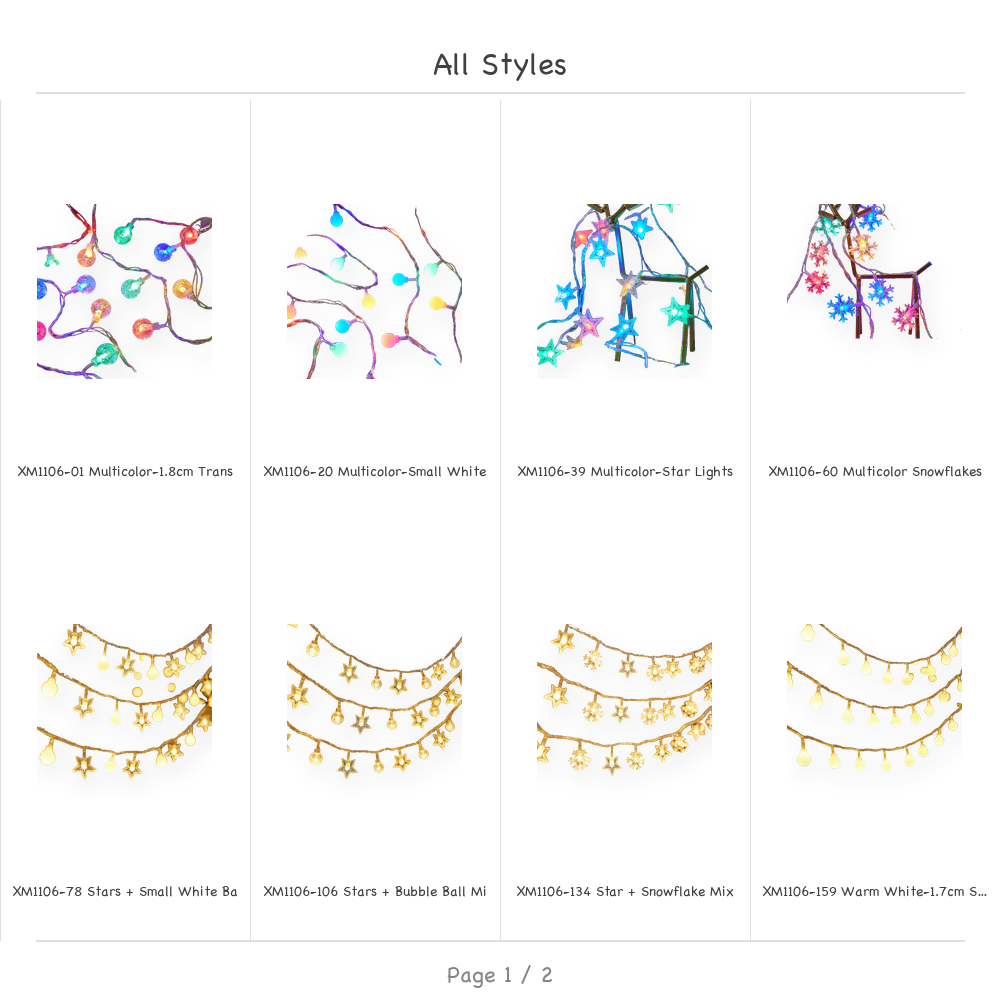 All Styles
XM1106-01 Multicolor-1.8cm Trans
XM1106-20 Multicolor-Small White
XM1106-39 Multicolor-Star Lights
XM1106-60 Multicolor Snowflakes
XM1106-78 Stars + Small White Ba
XM1106-106 Stars + Bubble Ball Mi
XM1106-134 Star + Snowflake Mix
XM1106-159 Warm White-1.7cm S...
Page 1 / 2